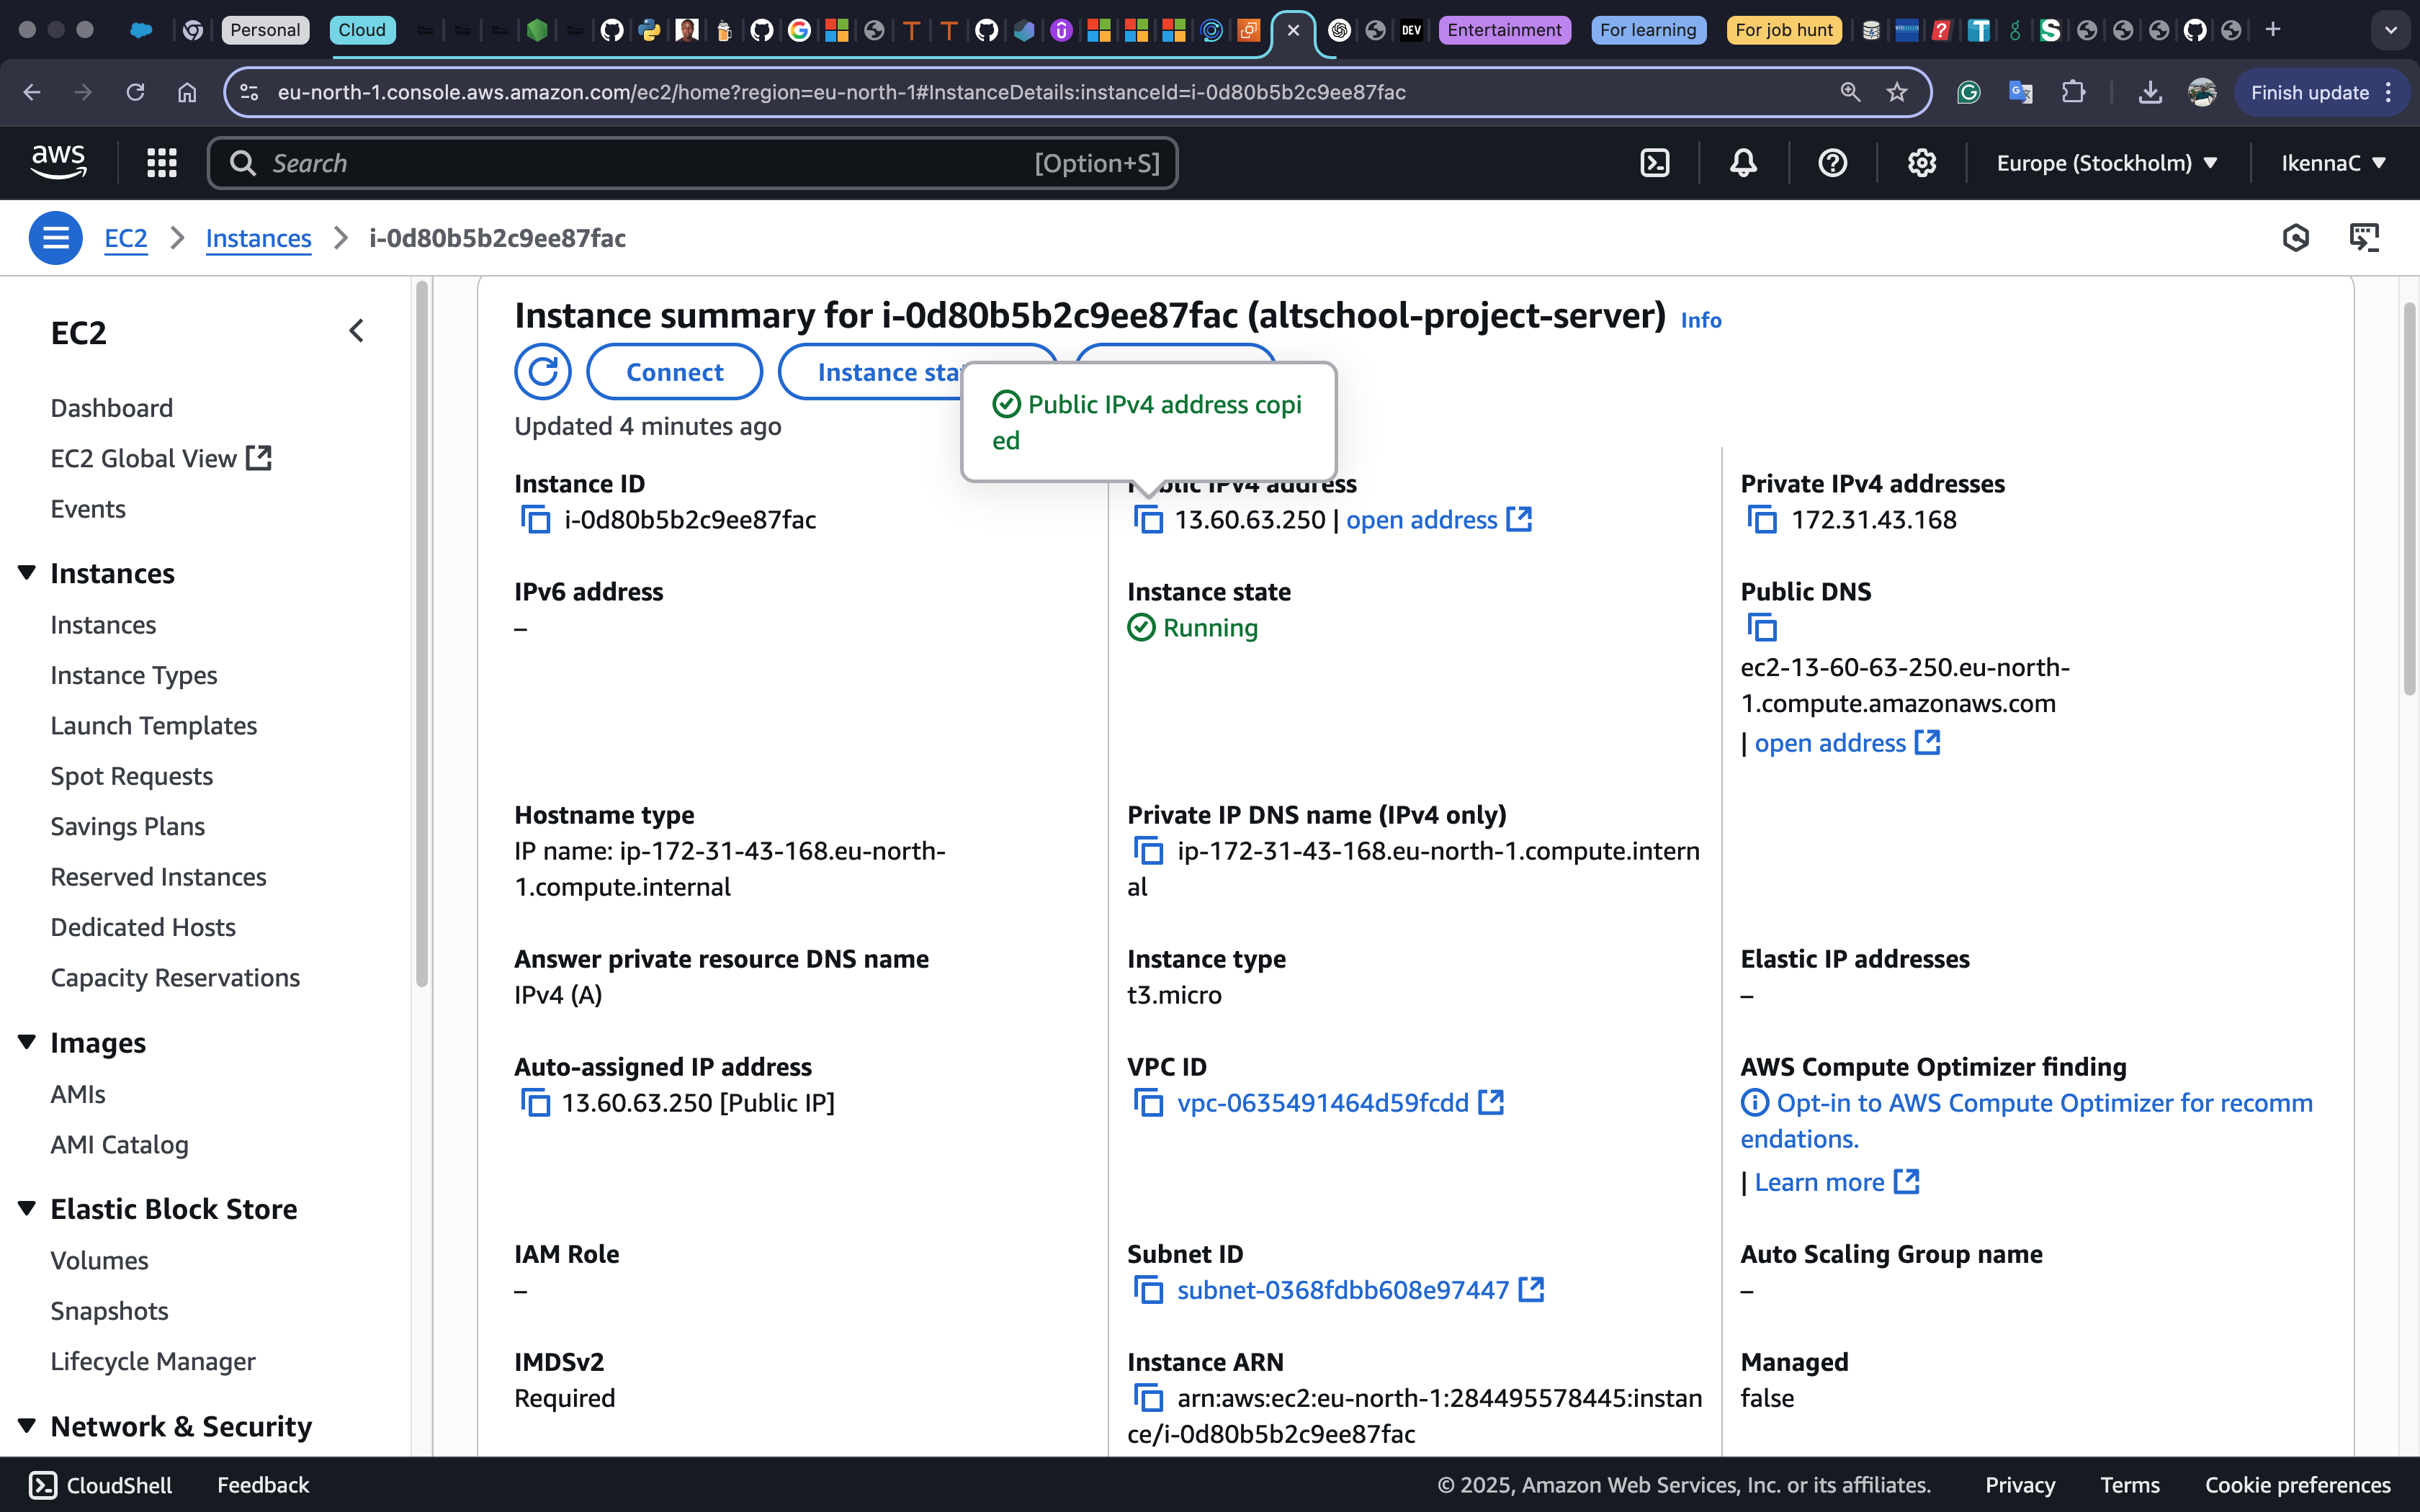 Personal
Cloud
DEV
Entertainment
For learning
For job hunt
eu-north-1.console.aws.amazon.com/ec2/home?region=eu-north-1#InstanceDetails:instanceId=i-0d80b5b2c9ee87fac
Finish update
aws
Search
[Option+S]
Europe (Stockholm)
IkennaC
EC2
Instances
i-0d80b5b2c9ee87fac
EC2
Dashboard
EC2 Global View
Events
Instances
Instances
Instance Types
Launch Templates
Spot Requests
Savings Plans
Reserved Instances
Dedicated Hosts
Capacity Reservations
Images
AMIs
AMI Catalog
Elastic Block Store
Volumes
Snapshots
Lifecycle Manager
Network & Security
Instance summary for i-0d80b5b2c9ee87fac (altschool-project-server) Info
Connect
Instance sta
Public IPv4 address copi
ed
Updated 4 minutes ago
Instance ID
i-0d80b5b2c9ee87fac
Public IPv4 address
13.60.63.250 | open address
Private IPv4 addresses
172.31.43.168
IPv6 address
–
Instance state
Running
Public DNS
ec2-13-60-63-250.eu-north-
1.compute.amazonaws.com
| open address
Hostname type
IP name: ip-172-31-43-168.eu-north-
1.compute.internal
Private IP DNS name (IPv4 only)
ip-172-31-43-168.eu-north-1.compute.intern
al
Answer private resource DNS name
IPv4 (A)
Instance type
t3.micro
Elastic IP addresses
–
Auto-assigned IP address
13.60.63.250 [Public IP]
VPC ID
vpc-0635491464d59fcdd
AWS Compute Optimizer finding
Opt-in to AWS Compute Optimizer for recomm
endations.
| Learn more
IAM Role
–
Subnet ID
subnet-0368fdbb608e97447
Auto Scaling Group name
–
IMDSv2
Required
Instance ARN
arn:aws:ec2:eu-north-1:284495578445:instan
ce/i-0d80b5b2c9ee87fac
Managed
false
CloudShell
Feedback
© 2025, Amazon Web Services, Inc. or its affiliates.
Privacy
Terms
Cookie preferences